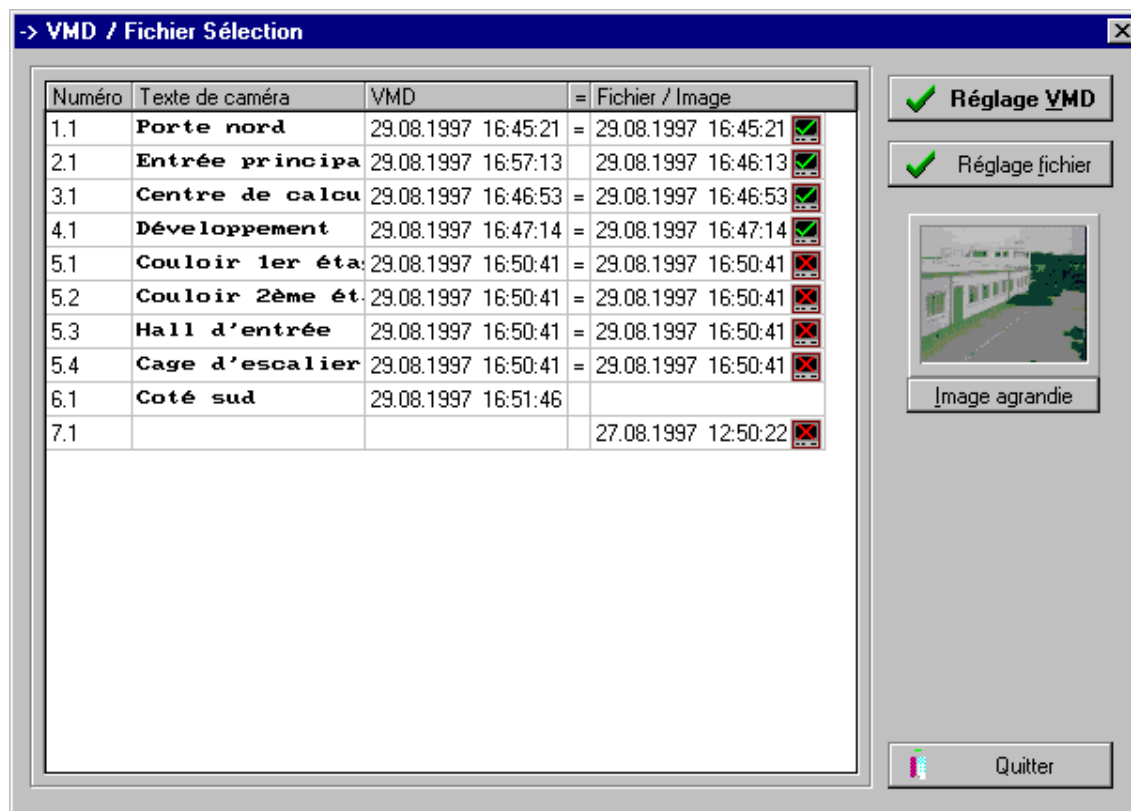 -> VMD / Fichier Sélection
Numéro Texte de caméra VMD = Fichier / Image
1.1 Porte nord 29.08.1997 16:45:21 = 29.08.1997 16:45:21
2.1 Entrée principa 29.08.1997 16:57:13 29.08.1997 16:46:13
3.1 Centre de calcu 29.08.1997 16:46:53 = 29.08.1997 16:46:53
4.1 Développement 29.08.1997 16:47:14 = 29.08.1997 16:47:14
5.1 Couloir 1er éta 29.08.1997 16:50:41 = 29.08.1997 16:50:41
5.2 Couloir 2ème ét 29.08.1997 16:50:41 = 29.08.1997 16:50:41
5.3 Hall d'entrée 29.08.1997 16:50:41 = 29.08.1997 16:50:41
5.4 Cage d'escalier 29.08.1997 16:50:41 = 29.08.1997 16:50:41
6.1 Coté sud 29.08.1997 16:51:46
7.1 27.08.1997 12:50:22
Réglage VMD
Réglage fichier
Image agrandie
Quitter